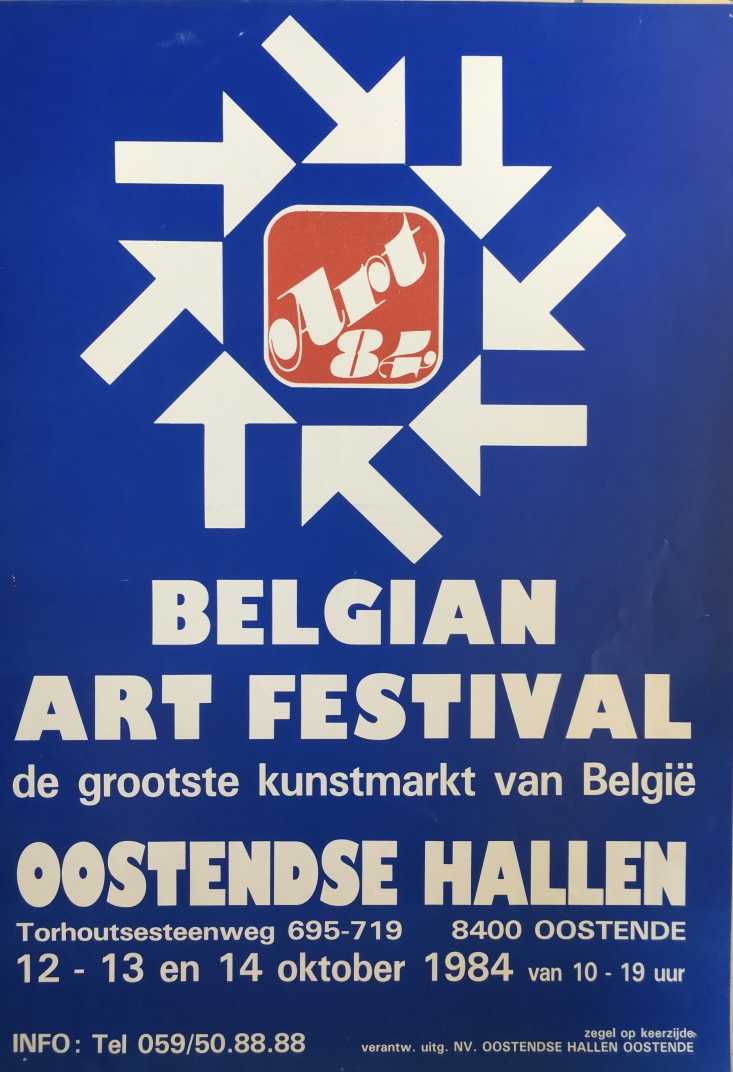 Art
84
BELGIAN
ART FESTIVAL
de grootste kunstmarkt van België
OOSTENDSE HALLEN
Torhoutsesteenweg 695-719 8400 OOSTENDE
12 - 13 en 14 oktober 1984 van 10 - 19 uur
zegel op keerzijde
INFO: Tel 059/50.88.88 verantw. uitg. NV. OOSTENDSE HALLEN OOSTENDE